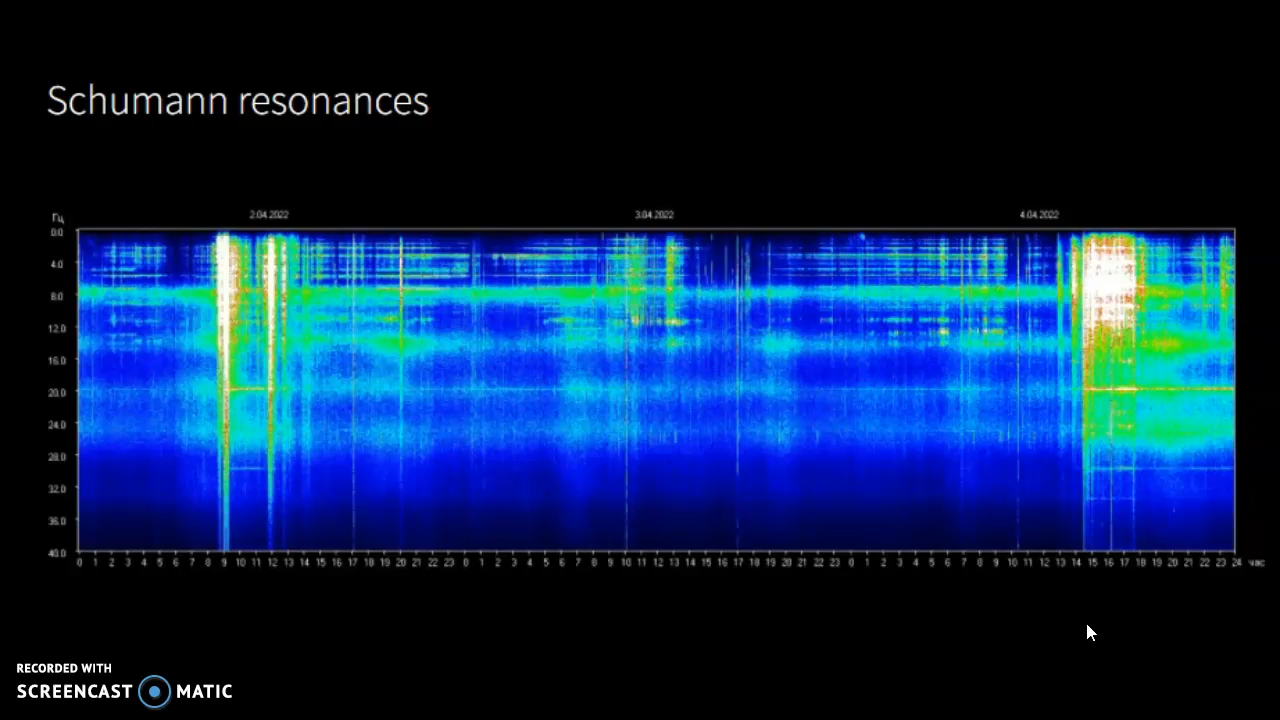 Schumann resonances
2.04.2022 3.04.2022 4.04.2022
Гц
0.0
4.0
8.0
12.0
16.0
20.0
24.0
28.0
32.0
36.0
40.0
0 1 2 3 4 5 6 7 8 9 10 11 12 13 14 15 16 17 18 19 20 21 22 23 0 1 2 3 4 5 6 7 8 9 10 11 12 13 14 15 16 17 18 19 20 21 22 23 0 1 2 3 4 5 6 7 8 9 10 11 12 13 14 15 16 17 18 19 20 21 22 23 24 час
RECORDED WITH
SCREENCAST MATIC